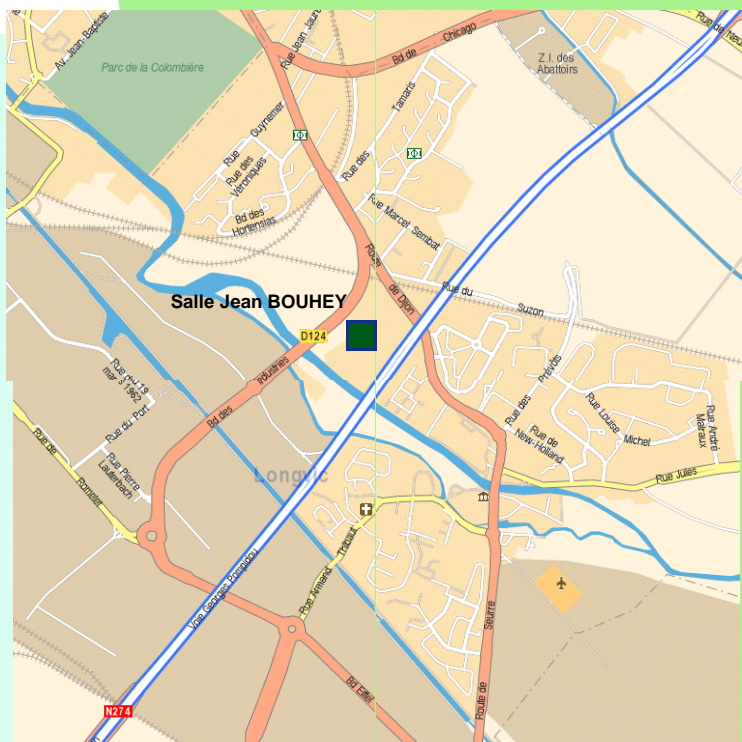 Av. Jean-Baptiste
Parc de la Colombière
Rue Jean Jaurès
Bd de
Chicago
Z.I. des
Abattoirs
Rue de Neu
Rue Guynemer
Rue des
Véroniques
Bd des
Hortensias
Rue des Tamaris
Rue Marcel Sembat
Route
de Dijon
Rue du
Suzon
Salle Jean BOUHEY
D124
Bd des Industries
Rue du 19
mars 1962
Rue du Port
Rue Pierre
Lauterbach
Rue de
Romelet
Rue des Prévôts
Rue de
New-Holland
Rue Louise
Michel
Rue André
Malraux
Rue Jules
Longvic
Rue Armand Thibaut
Voie Georges Pompidou
Bd Eiffel
Route de
Seurre
N274